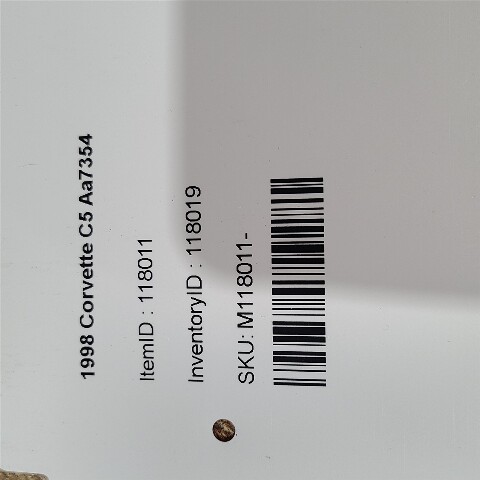 1998 Corvette C5 Aa7354
ItemID : 118011
InventoryID : 118019
SKU: M118011-